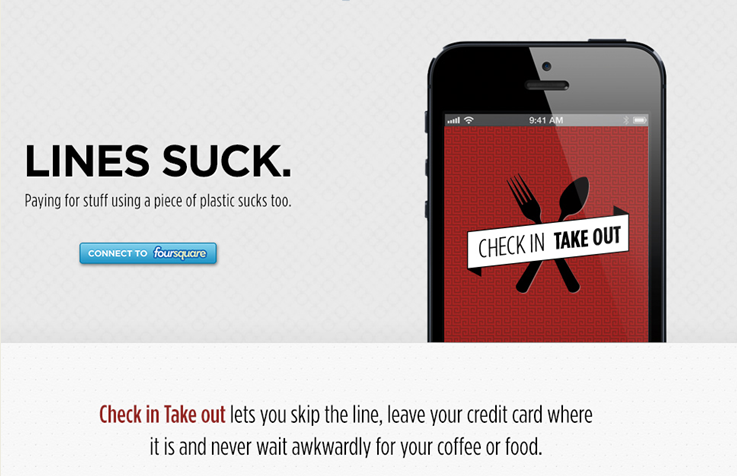 LINES SUCK.
Paying for stuff using a piece of plastic sucks too.
CONNECT TO foursquare
9:41 AM
CHECK IN TAKE OUT
Check in Take out lets you skip the line, leave your credit card where
it is and never wait awkwardly for your coffee or food.